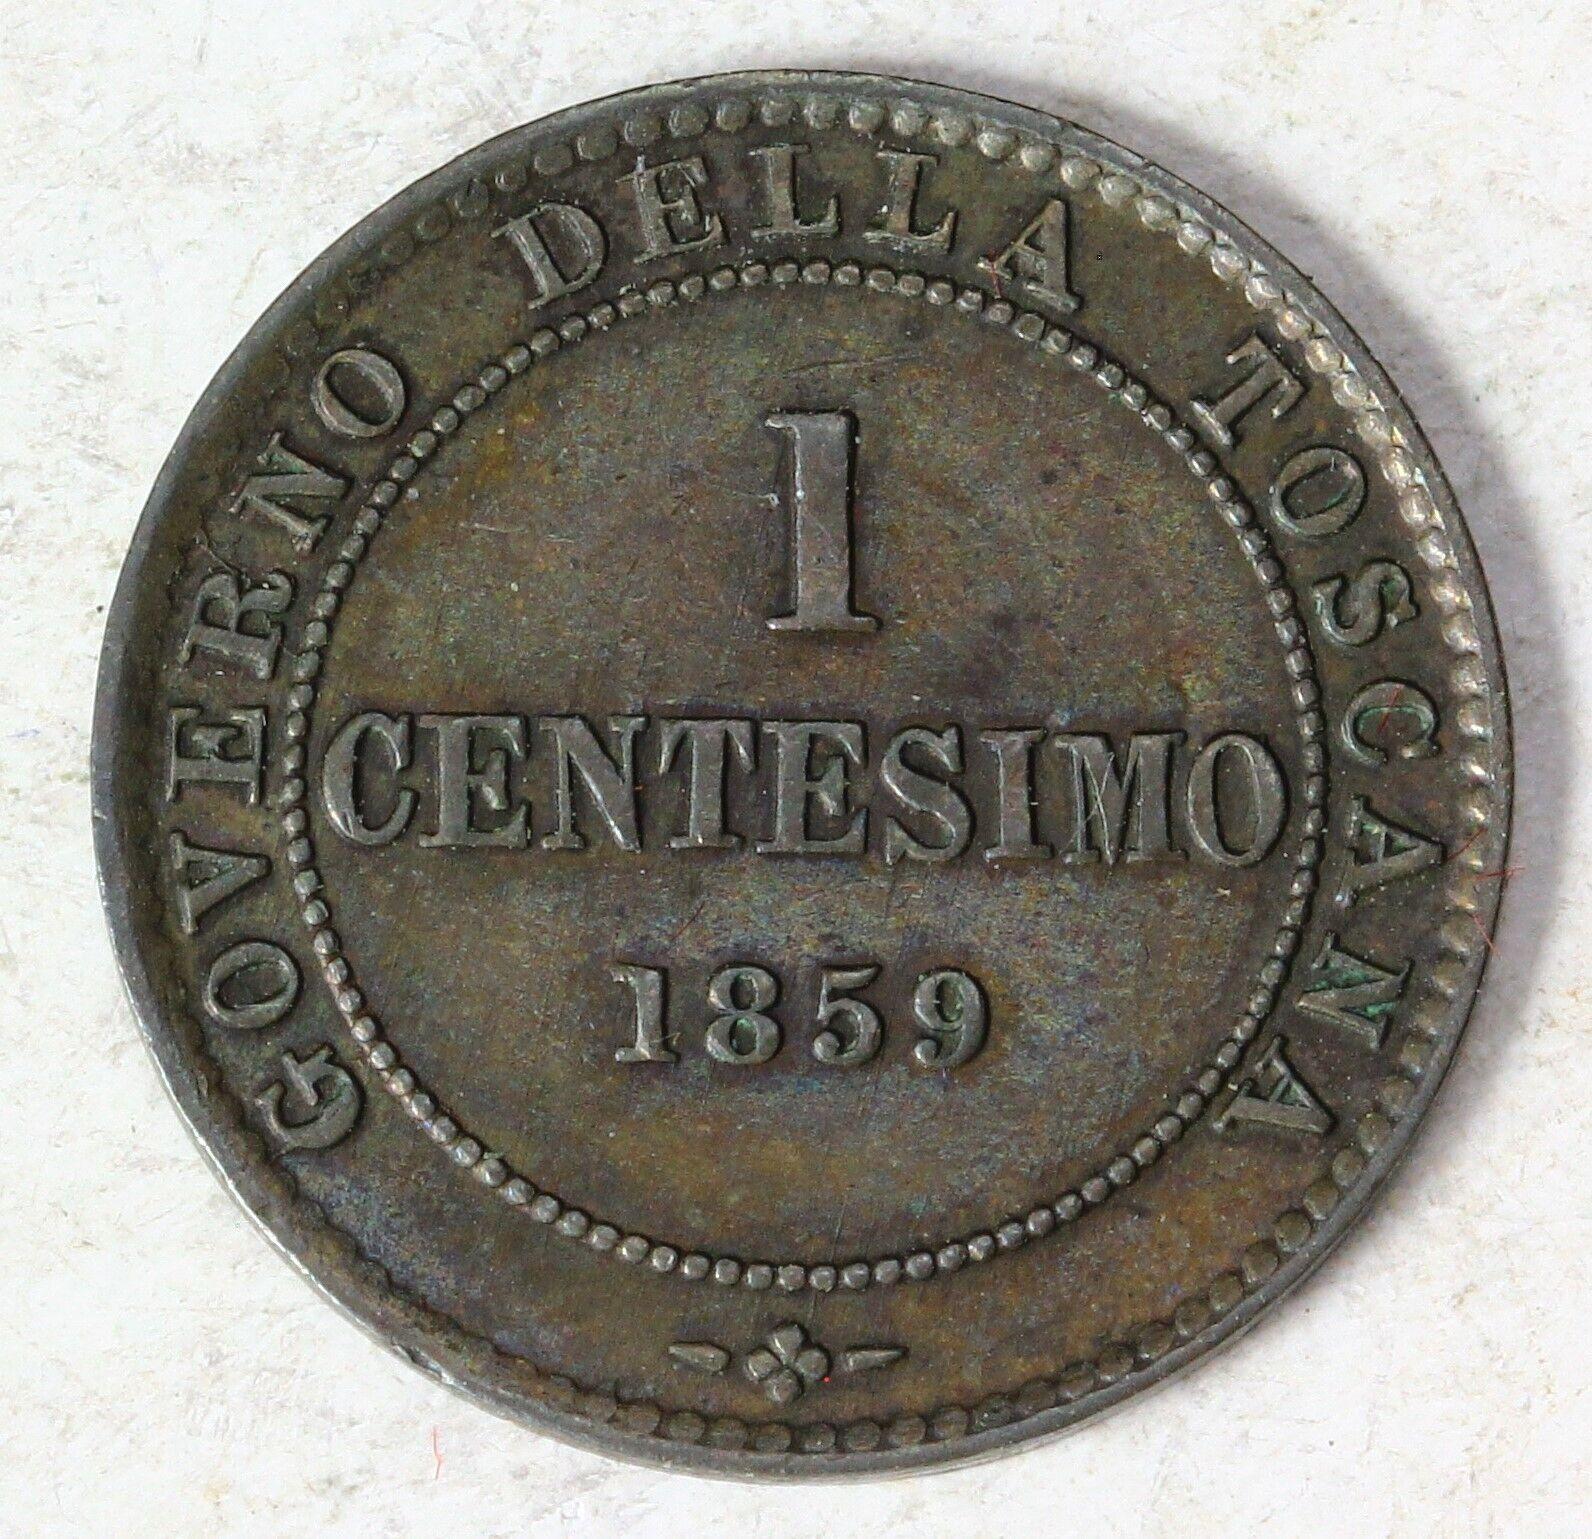 GOVERNO DELLA TOSCANA
1
CENTESIMO
1859